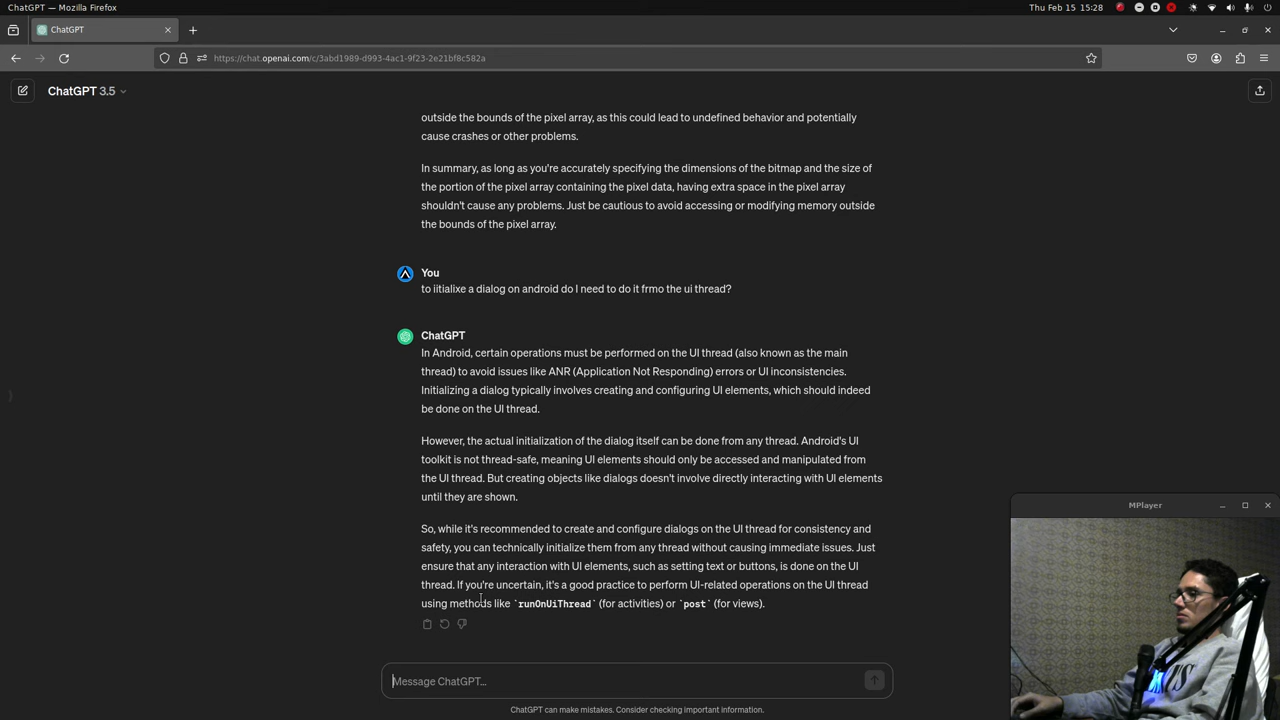 ChatGPT — Mozilla Firefox
Thu Feb 15 15:28
ChatGPT
https://chat.openai.com/c/3abd1989-d993-4ac1-9f23-2e21bf8c582a
ChatGPT 3.5
outside the bounds of the pixel array, as this could lead to undefined behavior and potentially
cause crashes or other problems.
In summary, as long as you're accurately specifying the dimensions of the bitmap and the size of
the portion of the pixel array containing the pixel data, having extra space in the pixel array
shouldn't cause any problems. Just be cautious to avoid accessing or modifying memory outside
the bounds of the pixel array.
You
to iitialixe a dialog on android do I need to do it frmo the ui thread?
ChatGPT
In Android, certain operations must be performed on the UI thread (also known as the main
thread) to avoid issues like ANR (Application Not Responding) errors or UI inconsistencies.
Initializing a dialog typically involves creating and configuring UI elements, which should indeed
be done on the UI thread.
However, the actual initialization of the dialog itself can be done from any thread. Android's UI
toolkit is not thread-safe, meaning UI elements should only be accessed and manipulated from
the UI thread. But creating objects like dialogs doesn't involve directly interacting with UI elements
until they are shown.
So, while it's recommended to create and configure dialogs on the UI thread for consistency and
safety, you can technically initialize them from any thread without causing immediate issues. Just
ensure that any interaction with UI elements, such as setting text or buttons, is done on the UI
thread. If you're uncertain, it's a good practice to perform UI-related operations on the UI thread
using methods like `runOnUiThread` (for activities) or `post` (for views).
MPlayer
Message ChatGPT...
ChatGPT can make mistakes. Consider checking important information.